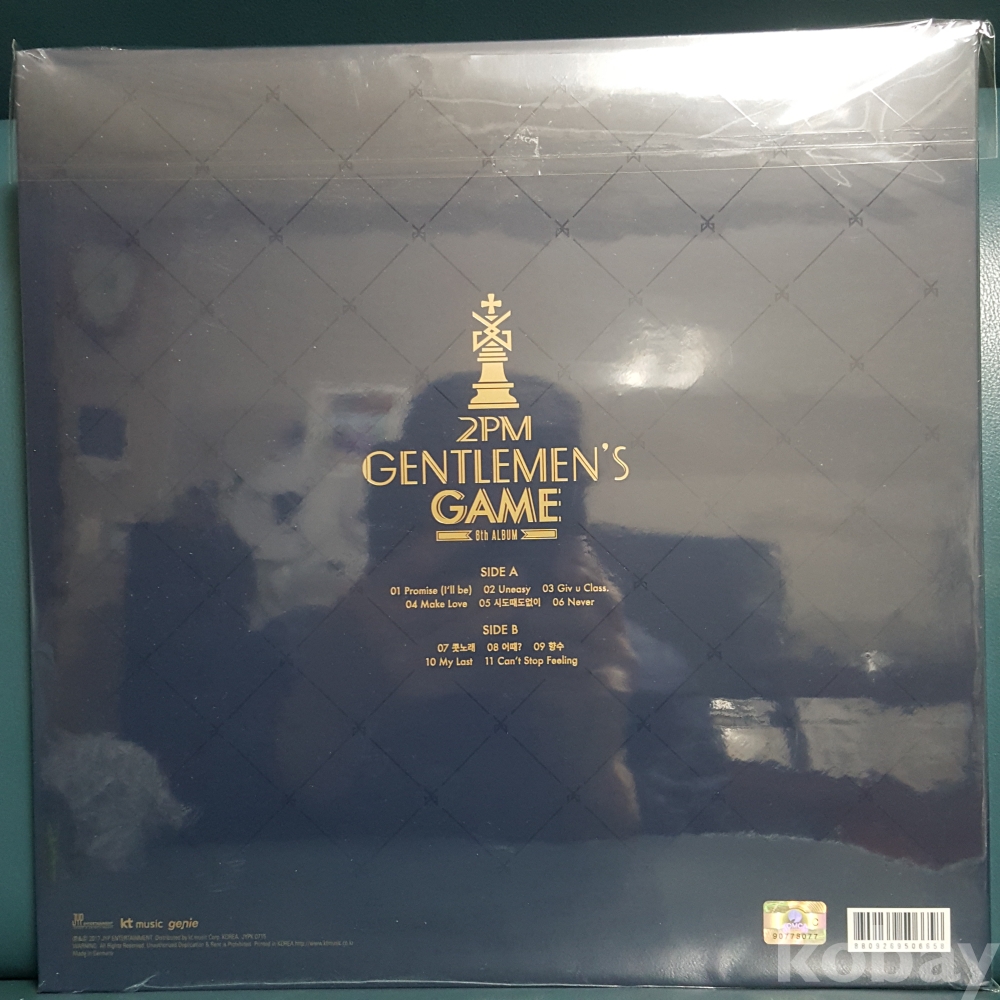 2PM
GENTLEMEN'S
GAME
6th ALBUM
SIDE A
01 Promise (I'll be) 02 Uneasy 03 Giv u Class.
04 Make Love 05 시도때도없이 06 Never
SIDE B
07 콧노래 08 어때? 09 향수
10 My Last 11 Can't Stop Feeling
kt music genie
90778077
kobay